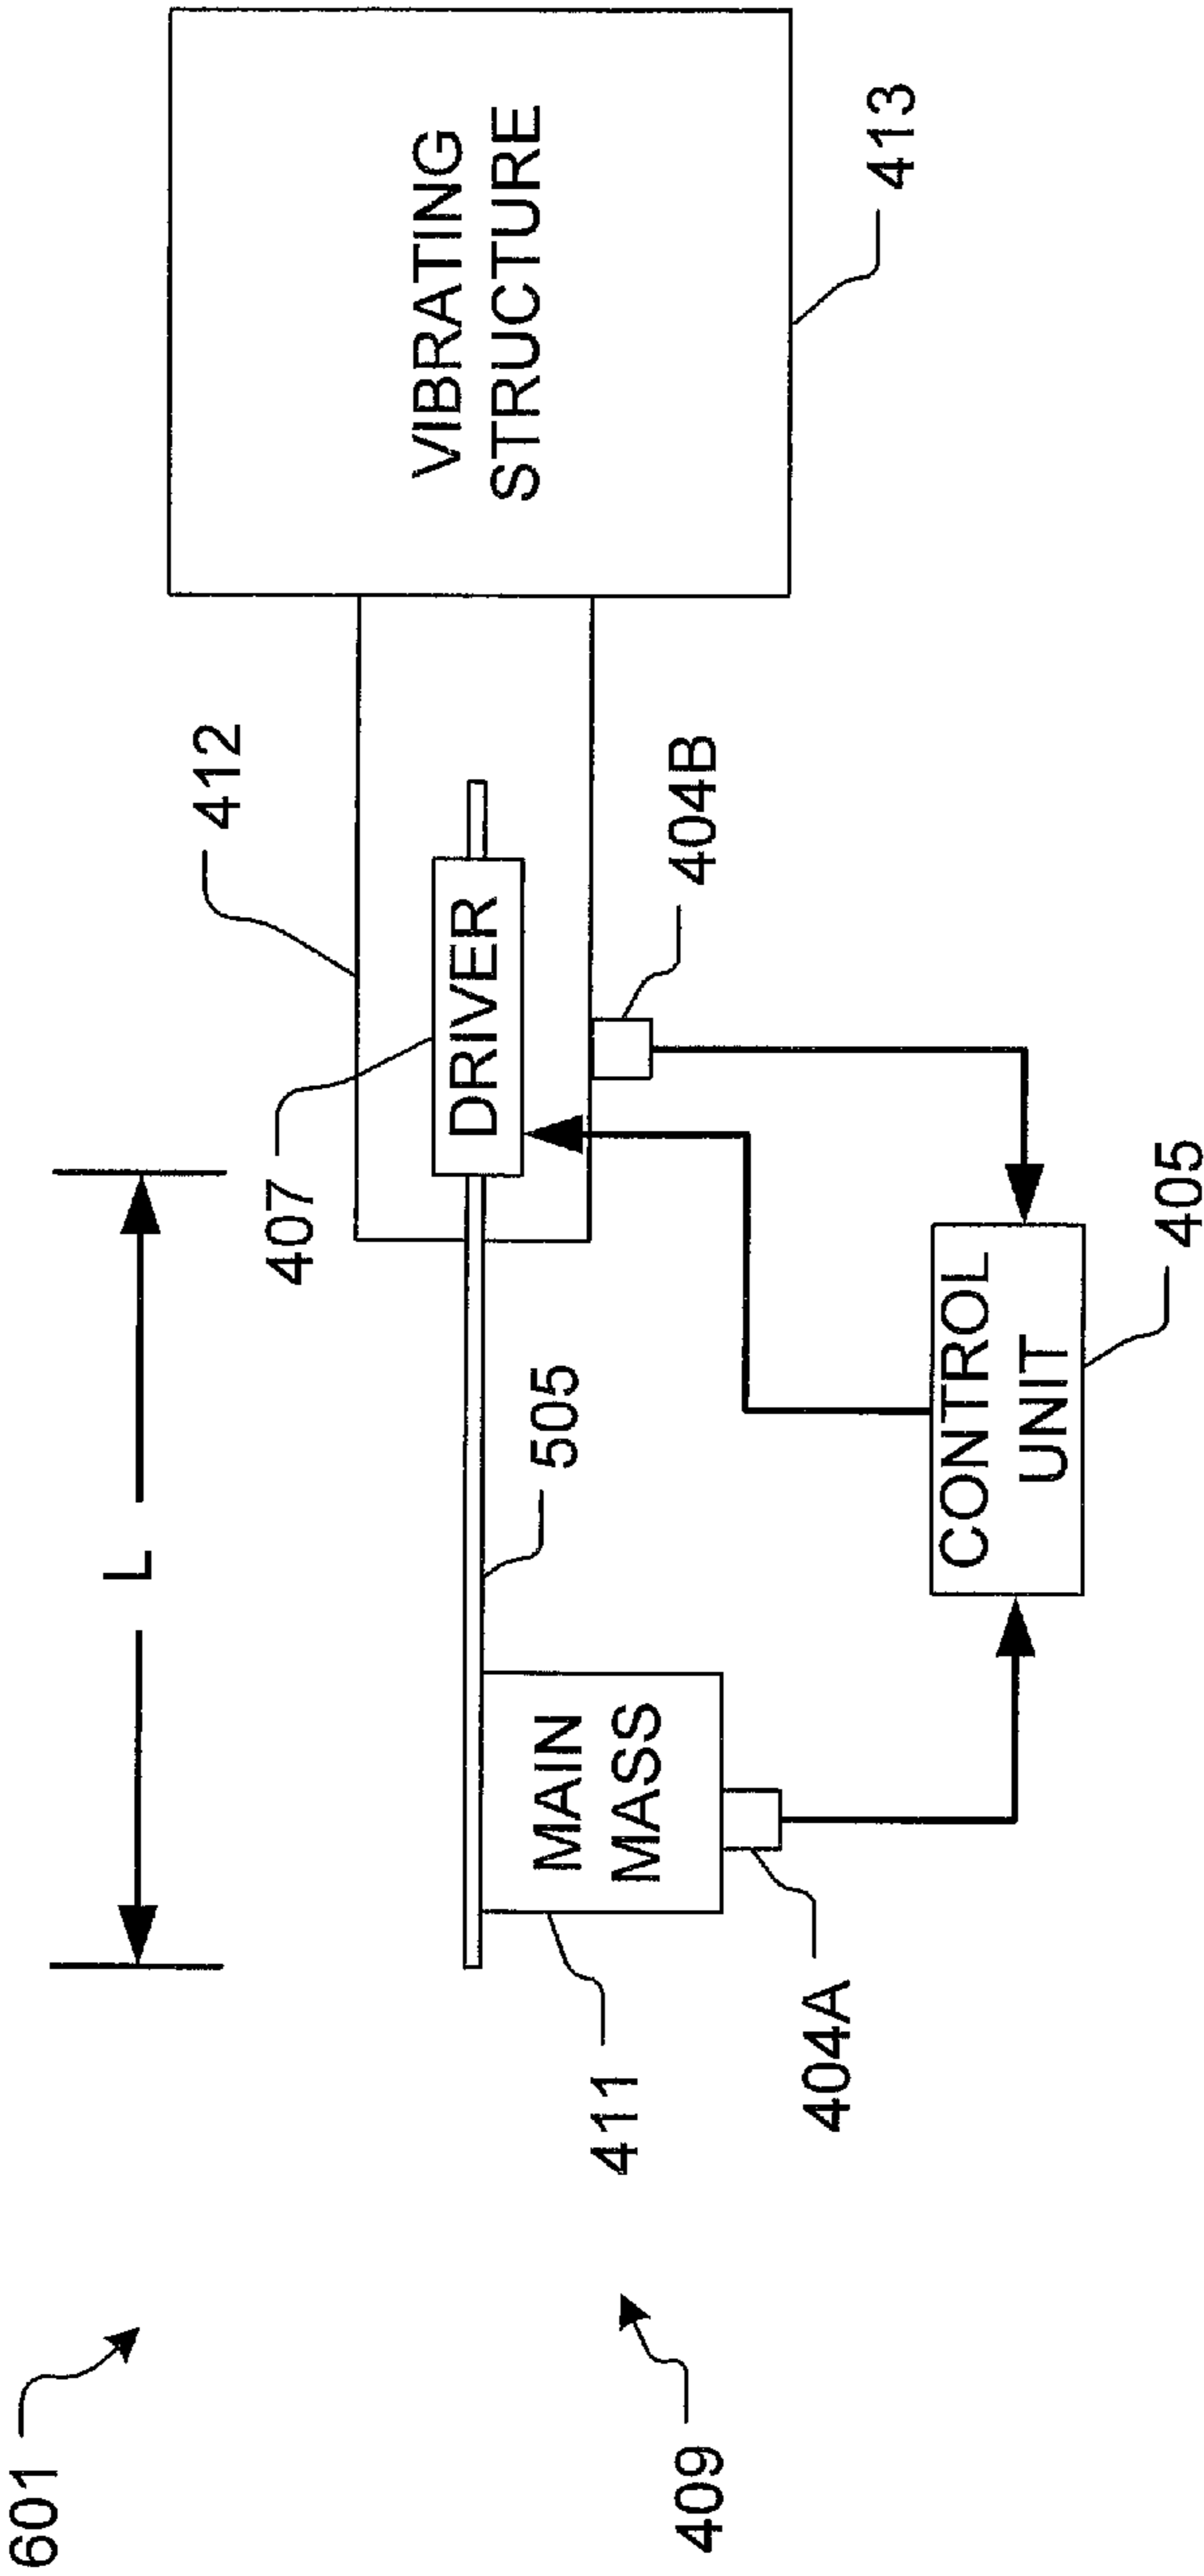 601
L
412
VIBRATING
STRUCTURE
407
DRIVER
505
404B
413
409
411
MAIN
MASS
404A
CONTROL
UNIT
405